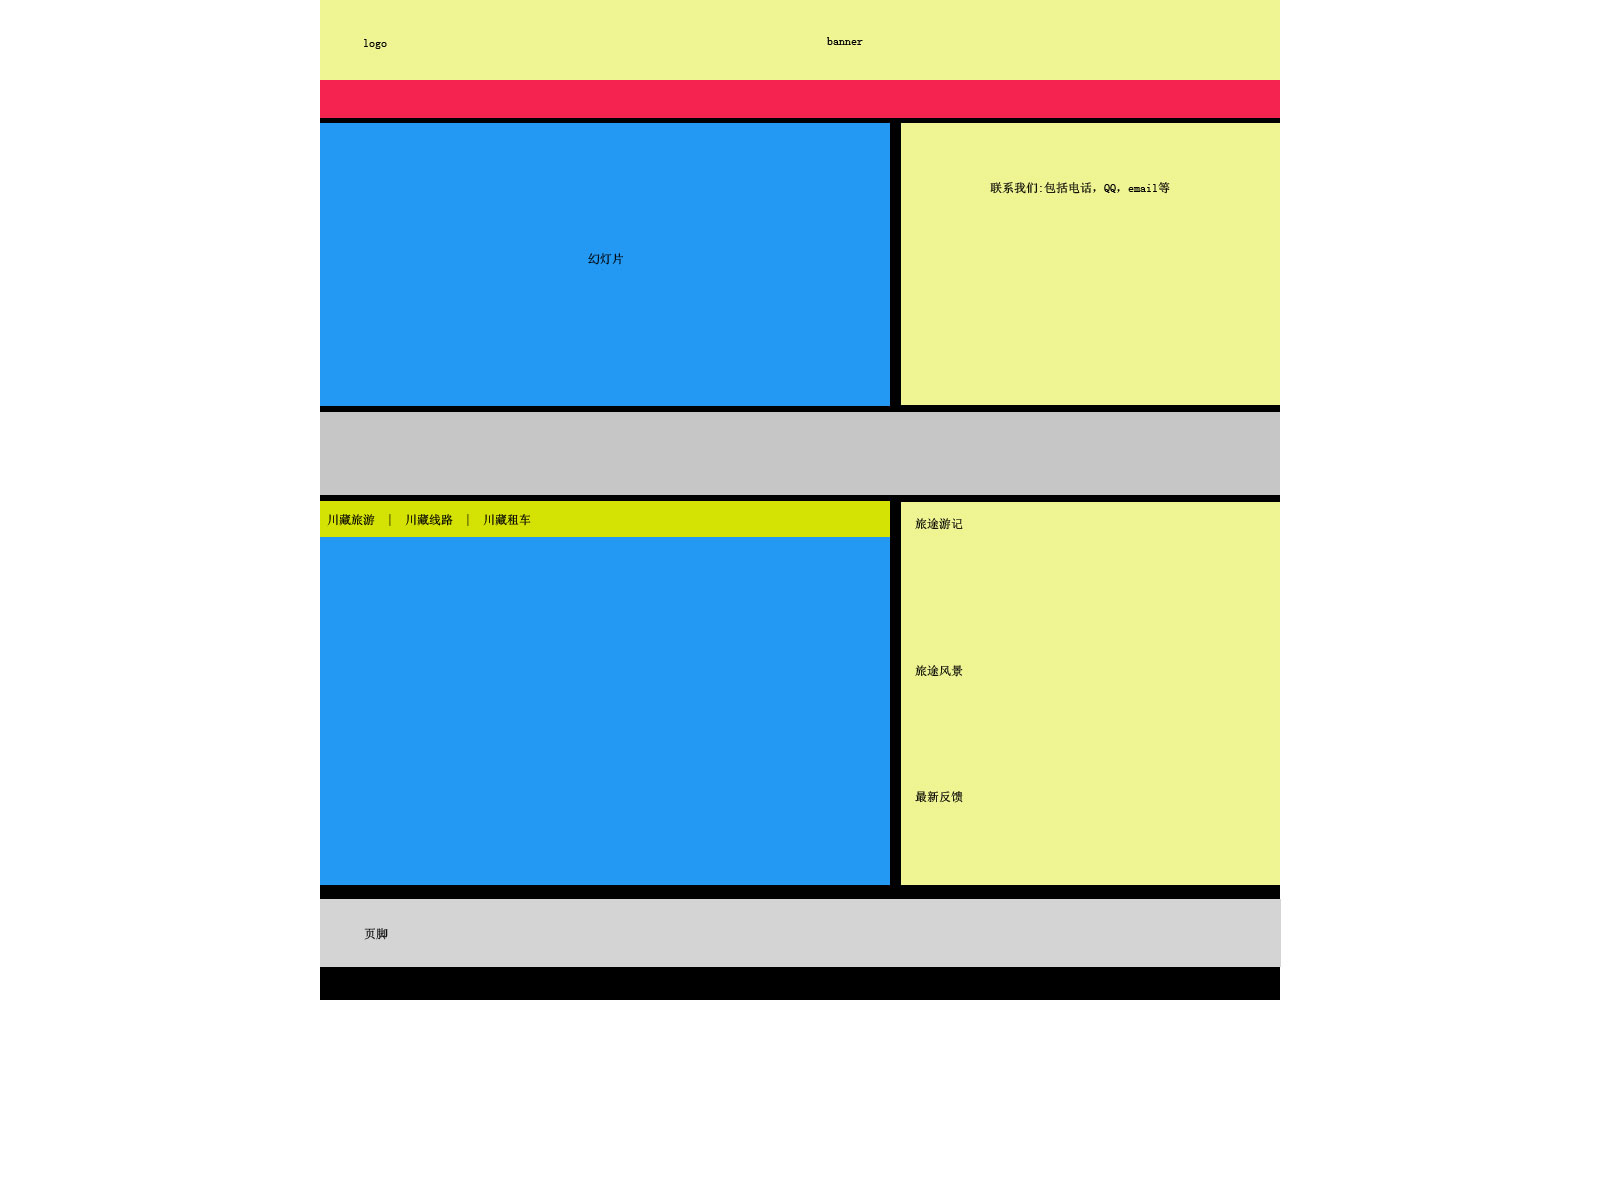 logo
banner
联系我们:包括电话，QQ，email等
幻灯片
川藏旅游 | 川藏线路 | 川藏租车
旅途游记
旅途风景
最新反馈
页脚